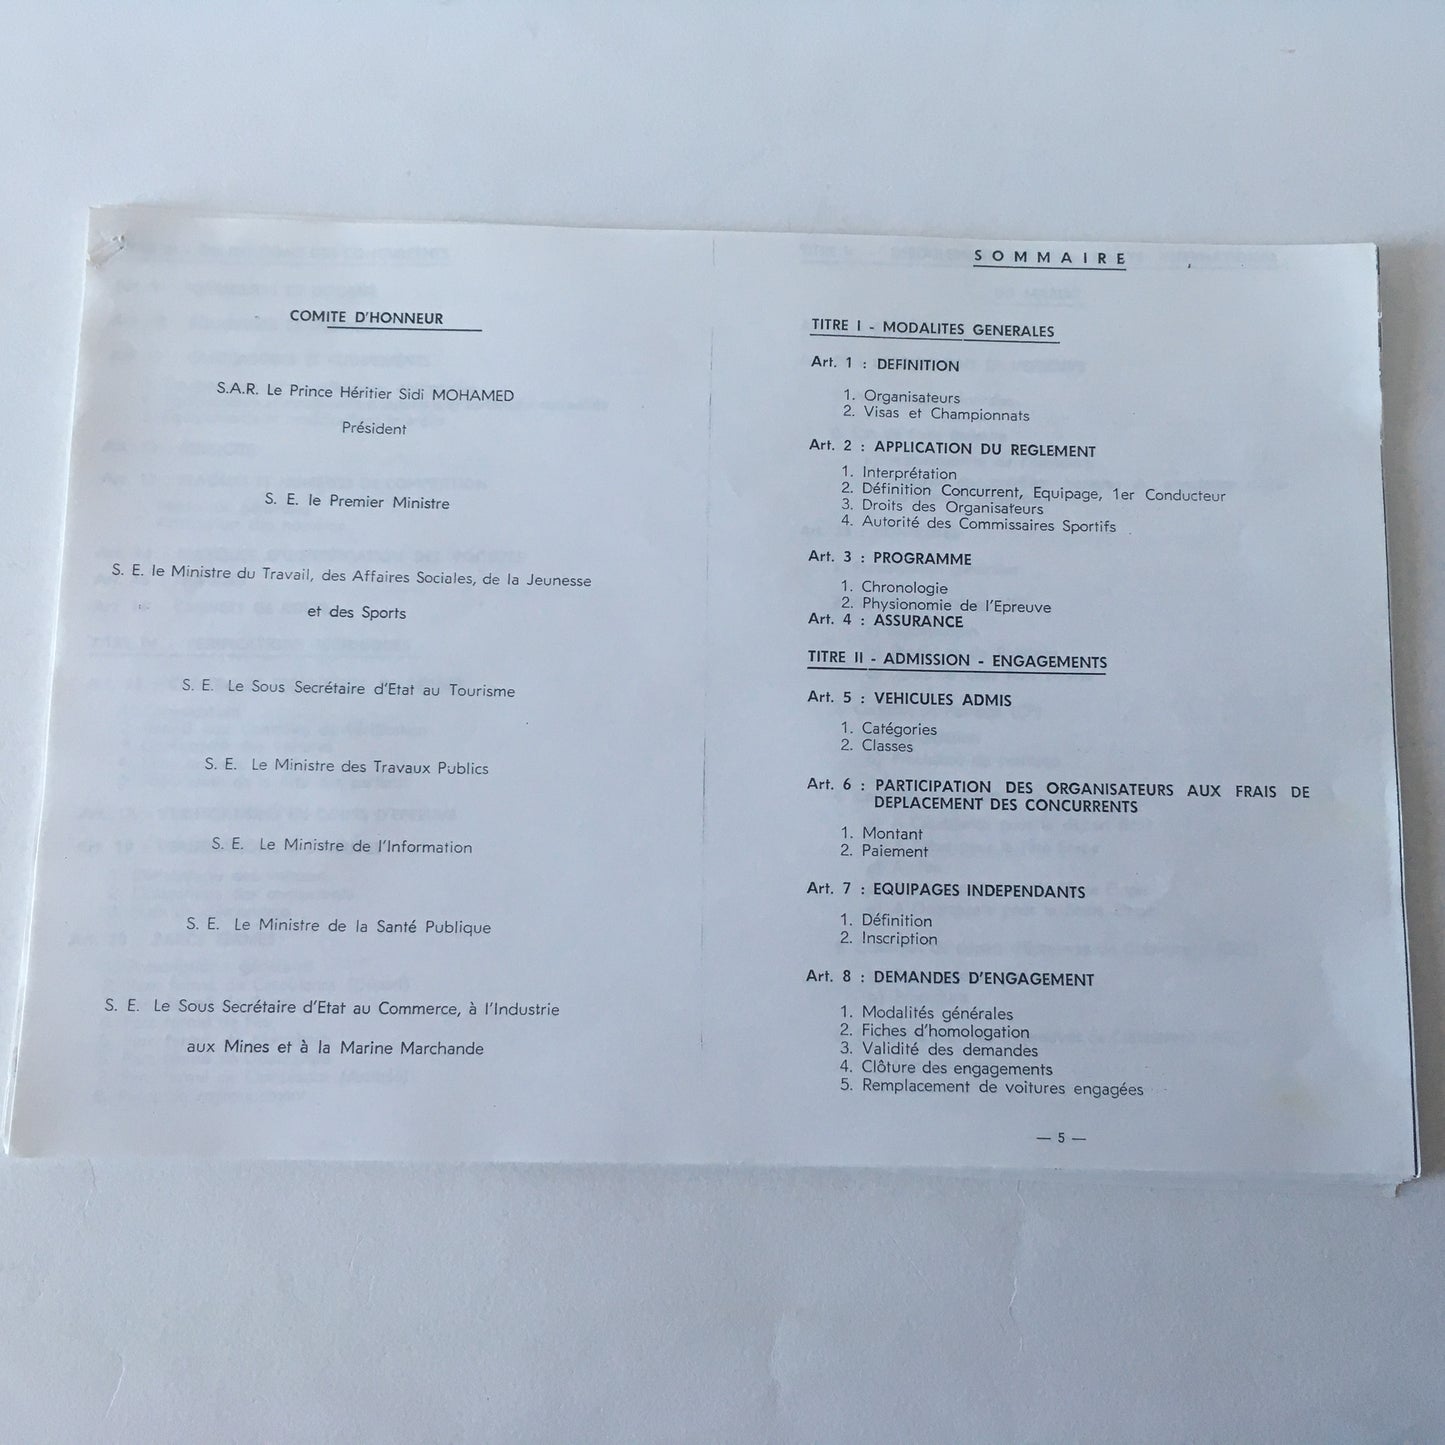 COMITE D'HONNEUR
S.A.R. Le Prince Héritier Sidi MOHAMED
Président
S. E. le Premier Ministre
S. E. le Ministre du Travail, des Affaires Sociales, de la Jeunesse
et des Sports
S. E. Le Sous Secrétaire d'Etat au Tourisme
S. E. Le Ministre des Travaux Publics
S. E. Le Ministre de l'Information
S. E. Le Ministre de la Santé Publique
S. E. Le Sous Secrétaire d'Etat au Commerce, à l'Industrie
aux Mines et à la Marine Marchande
SOMMAIRE
TITRE I - MODALITES GENERALES
Art. 1 : DEFINITION
1. Organisateurs
2. Visas et Championnats
Art. 2 : APPLICATION DU REGLEMENT
1. Interprétation
2. Définition Concurrent, Equipage, 1er Conducteur
3. Droits des Organisateurs
4. Autorité des Commissaires Sportifs
Art. 3 : PROGRAMME
1. Chronologie
2. Physionomie de l'Epreuve
Art. 4 : ASSURANCE
TITRE II - ADMISSION - ENGAGEMENTS
Art. 5 : VEHICULES ADMIS
1. Catégories
2. Classes
Art. 6 : PARTICIPATION DES ORGANISATEURS AUX FRAIS DE
DEPLACEMENT DES CONCURRENTS
1. Montant
2. Paiement
Art. 7 : EQUIPAGES INDEPENDANTS
1. Définition
2. Inscription
Art. 8 : DEMANDES D'ENGAGEMENT
1. Modalités générales
2. Fiches d'homologation
3. Validité des demandes
4. Clôture des engagements
5. Remplacement de voitures engagées
— 5 —